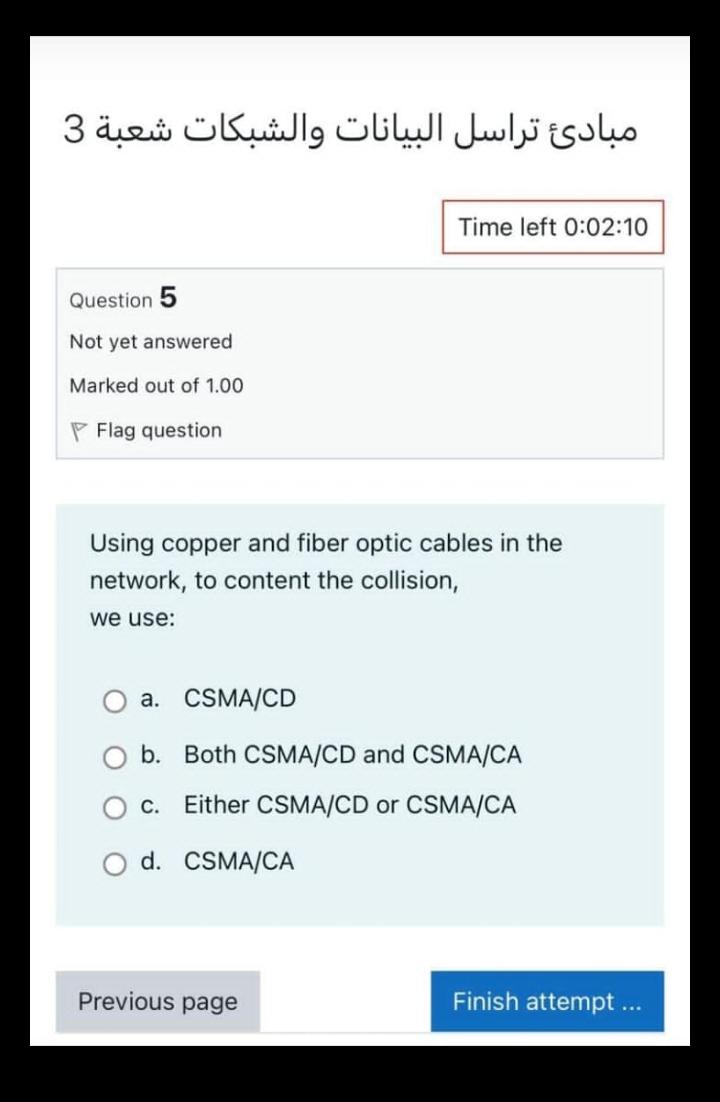 مبادئ تراسل البيانات والشبكات شعبة 3
Time left 0:02:10
Question 5
Not yet answered
Marked out of 1.00
Flag question
Using copper and fiber optic cables in the
network, to content the collision,
we use:
a. CSMA/CD
b. Both CSMA/CD and CSMA/CA
c. Either CSMA/CD or CSMA/CA
d. CSMA/CA
Previous page
Finish attempt ...